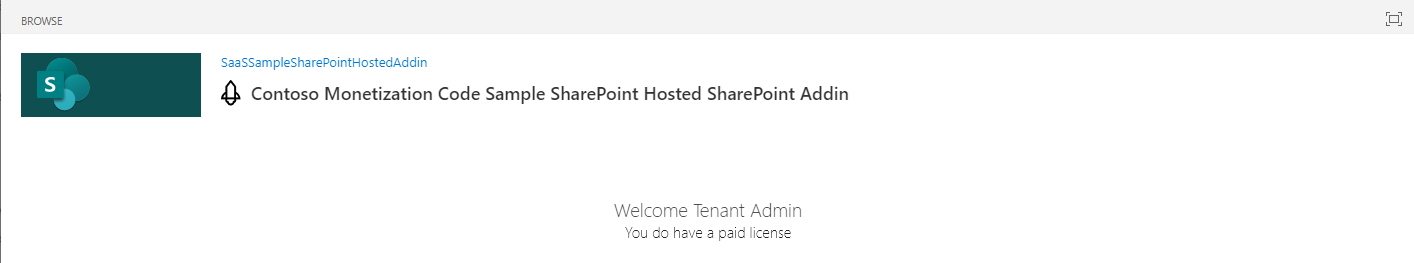 BROWSE
S
SaaSSampleSharePointHostedAddin
Contoso Monetization Code Sample SharePoint Hosted SharePoint Addin
Welcome Tenant Admin
You do have a paid license